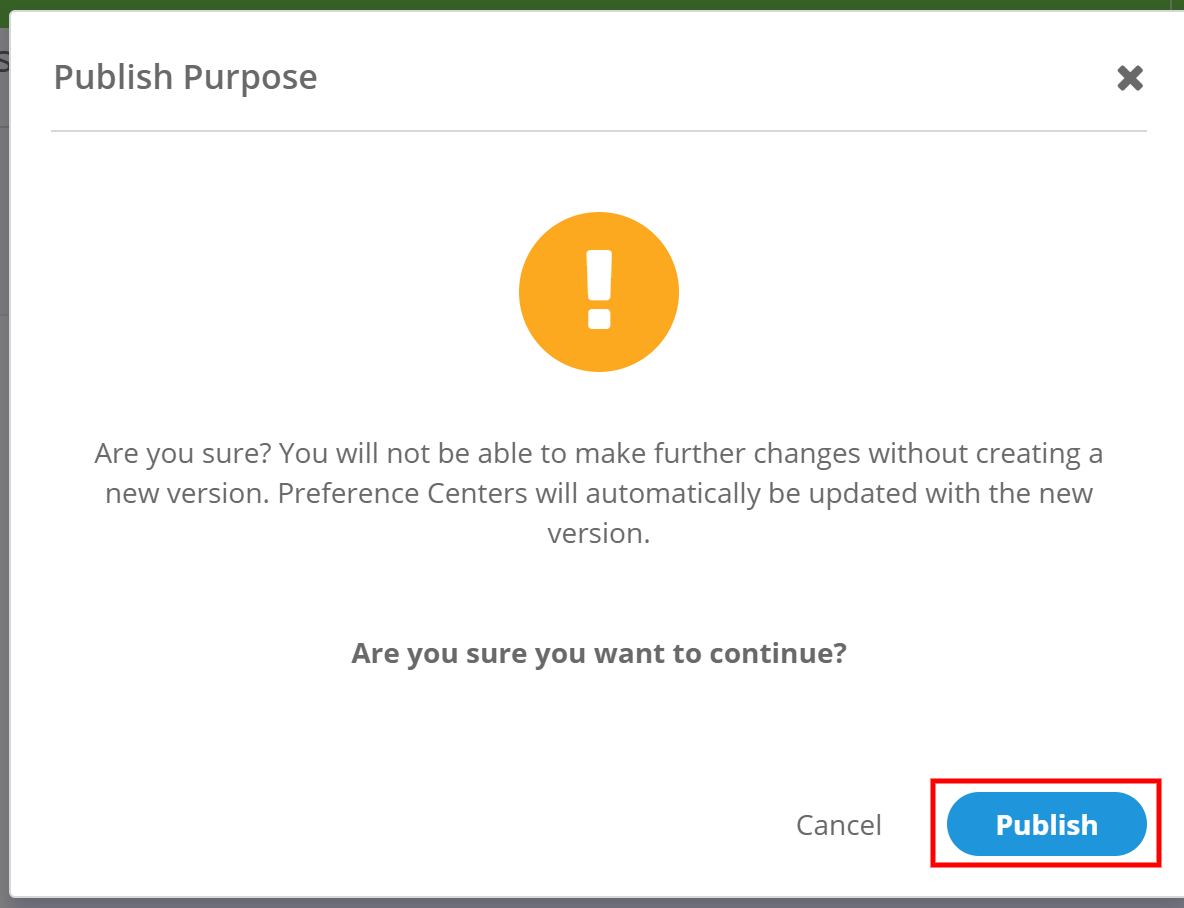 Publish Purpose
Are you sure? You will not be able to make further changes without creating a
new version. Preference Centers will automatically be updated with the new
version.
Are you sure you want to continue?
Cancel
Publish